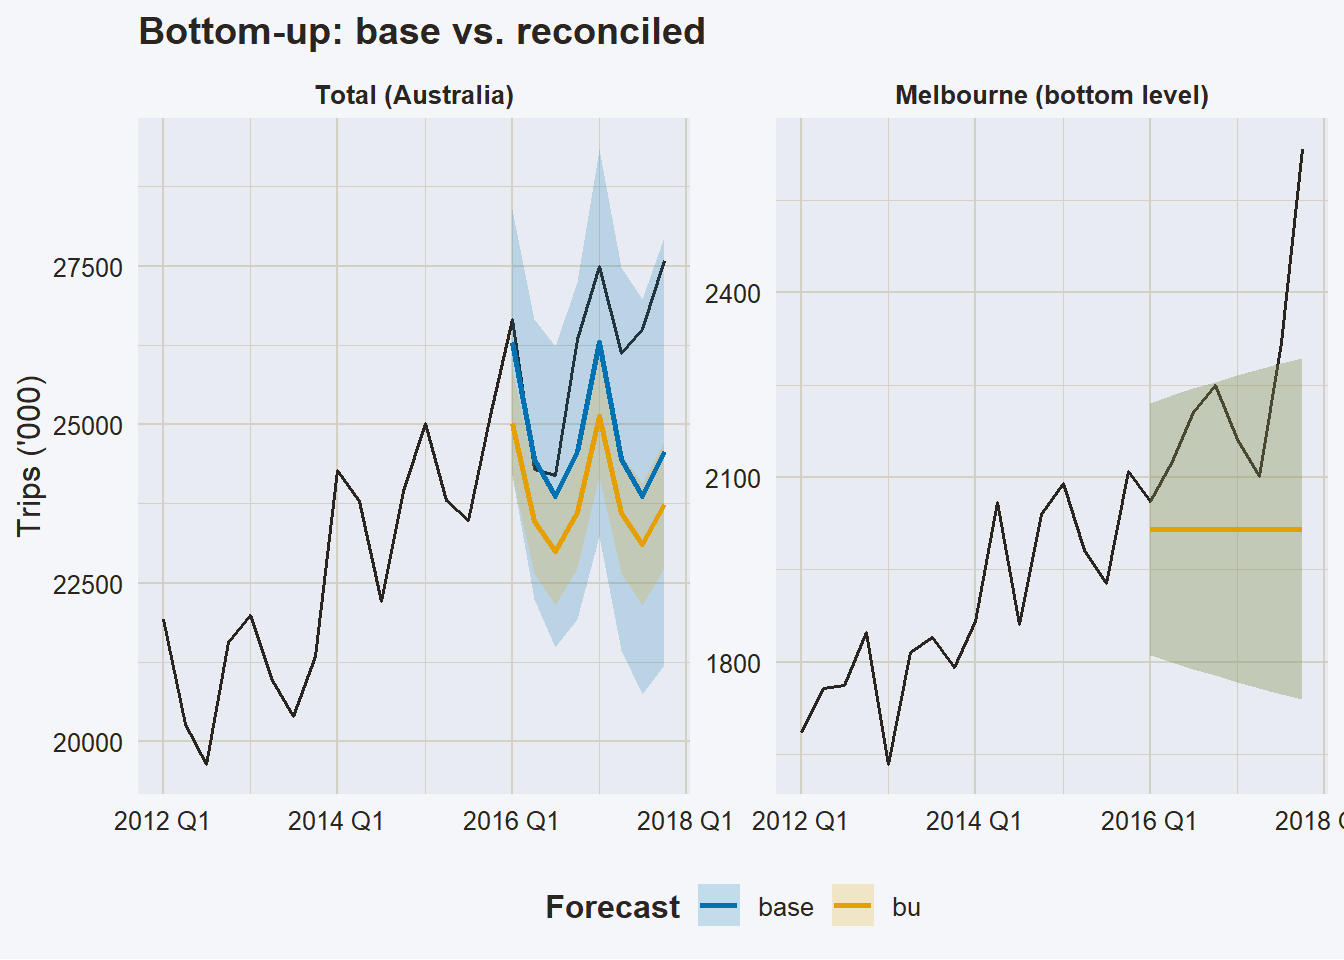 Bottom-up: base vs. reconciled
Total (Australia)
Melbourne (bottom level)
Trips ('000)
27500
25000
22500
20000
2400
2100
1800
2012 Q1
2014 Q1
2016 Q1
2018 Q1
2012 Q1
2014 Q1
2016 Q1
2018 Q
Forecast
base
bu